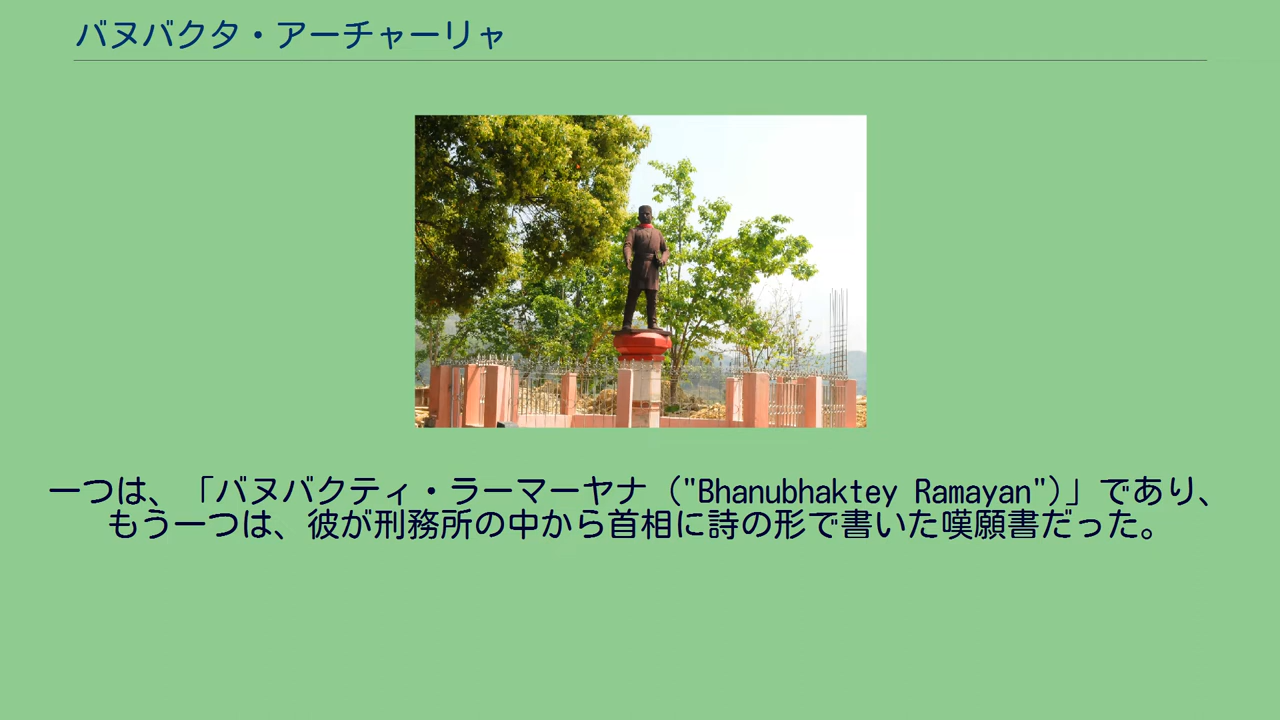 バヌバクタ・アーチャーリャ
一つは、「バヌバクティ・ラーマーヤナ ("Bhanubhaktey Ramayan")」であり、
もう一つは、彼が刑務所の中から首相に詩の形で書いた嘆願書だった。